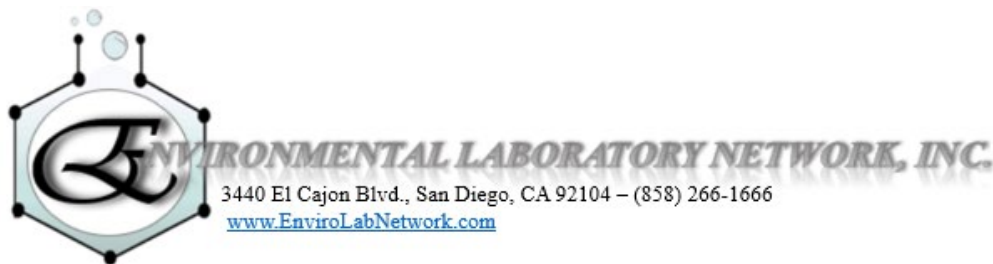 ENVIRONMENTAL LABORATORY NETWORK, INC.
3440 El Cajon Blvd., San Diego, CA 92104 – (858) 266-1666
www.EnviroLabNetwork.com